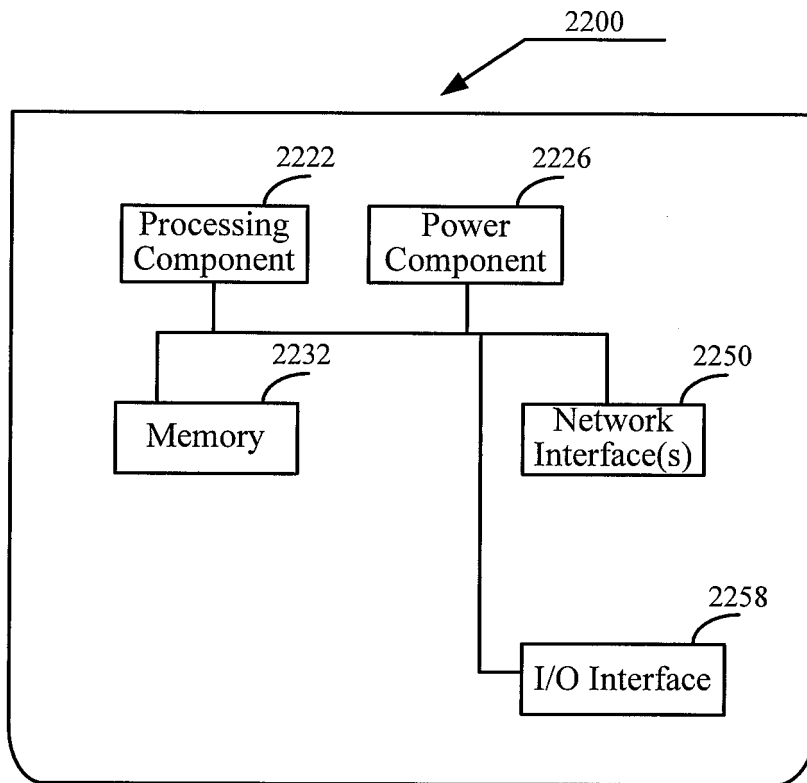 2200
2222
2226
Processing
Component
Power
Component
2232
2250
Memory
Network
Interface(s)
2258
I/O Interface